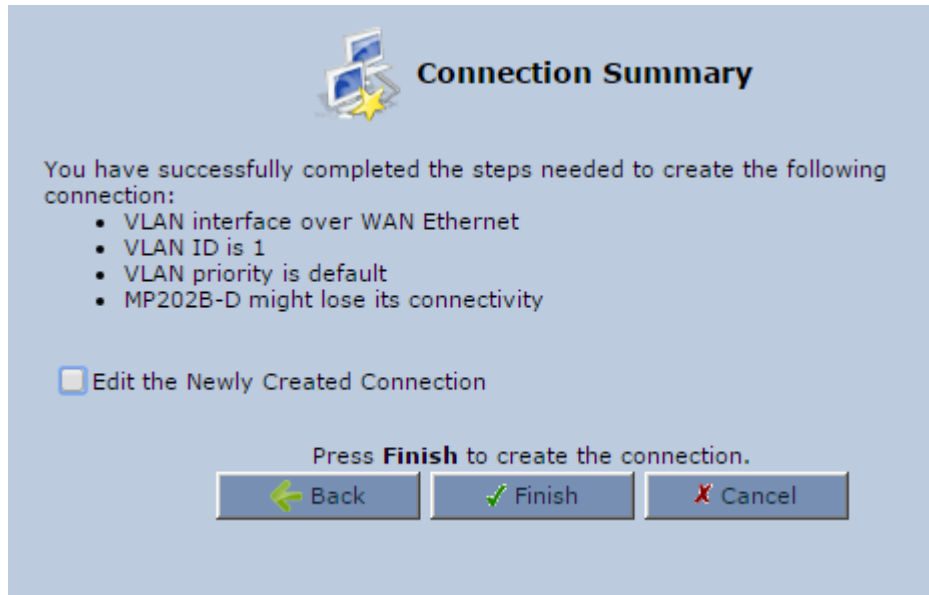 Connection Summary
You have successfully completed the steps needed to create the following
connection:
• VLAN interface over WAN Ethernet
• VLAN ID is 1
• VLAN priority is default
• MP202B-D might lose its connectivity
Edit the Newly Created Connection
Press Finish to create the connection.
Back Finish Cancel